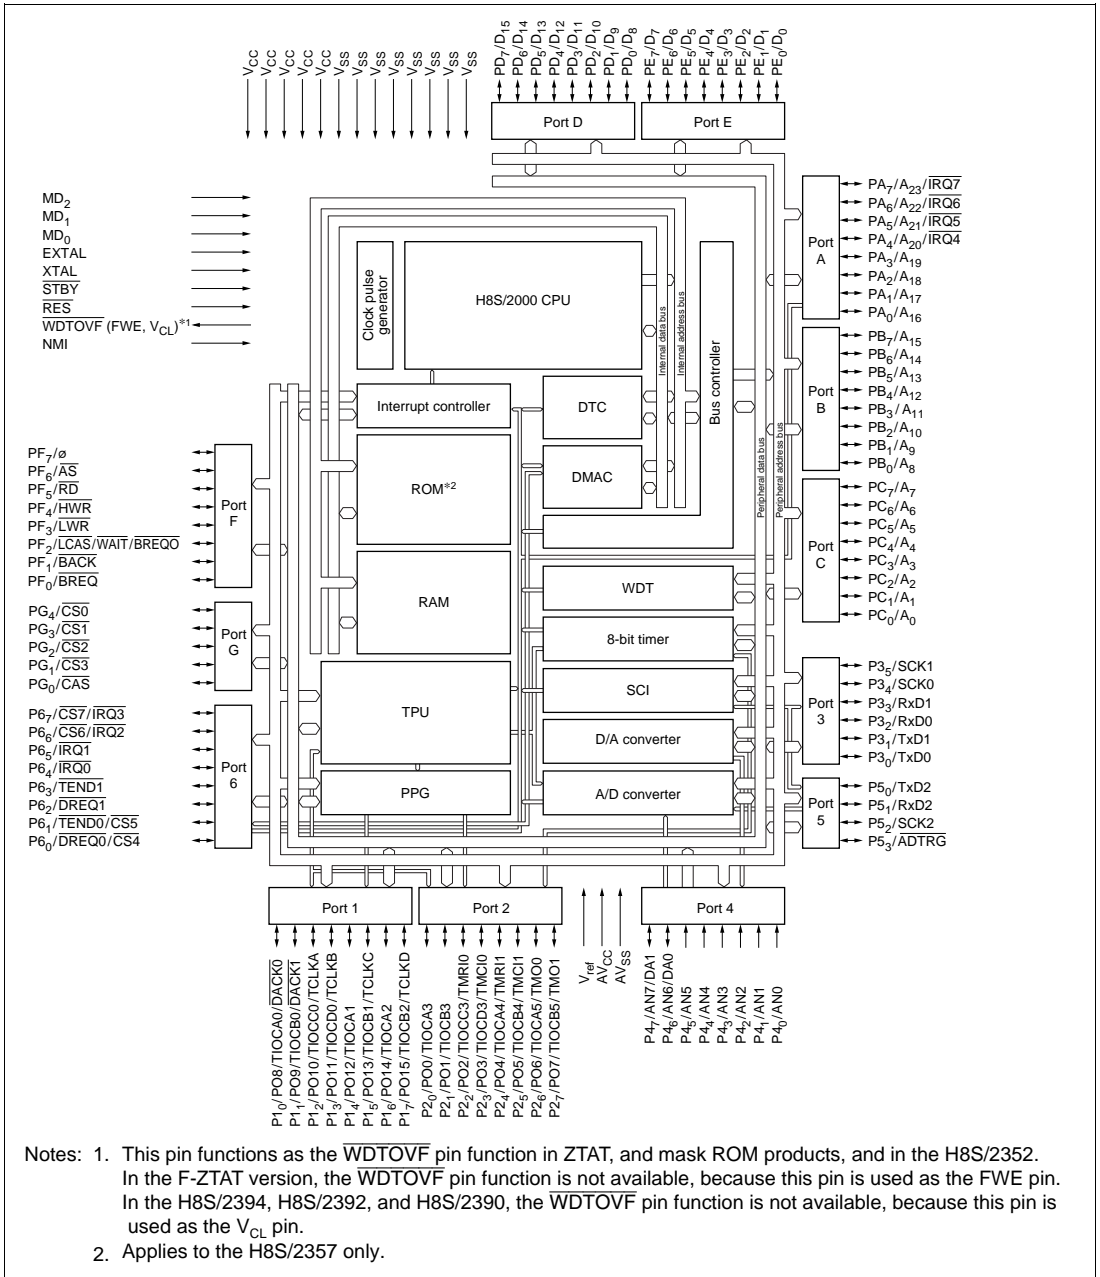 VCC
VCC
VCC
VCC
VCC
VSS
VSS
VSS
VSS
VSS
VSS
VSS
VSS
PD7/D15
PD6/D14
PD5/D13
PD4/D12
PD3/D11
PD2/D10
PD1/D9
PD0/D8
PE7/D7
PE6/D6
PE5/D5
PE4/D4
PE3/D3
PE2/D2
PE1/D1
PE0/D0
Port D
Port E
MD2
MD1
MD0
EXTAL
XTAL
STBY
RES
WDTOVF (FWE, VCL)*1
NMI
Clock pulse
generator
H8S/2000 CPU
Internal data bus
Internal address bus
Bus controller
Peripheral data bus
Peripheral address bus
Interrupt controller
DTC
ROM*2
DMAC
RAM
WDT
8-bit timer
TPU
SCI
D/A converter
PPG
A/D converter
Port
A
PA7/A23/IRQ7
PA6/A22/IRQ6
PA5/A21/IRQ5
PA4/A20/IRQ4
PA3/A19
PA2/A18
PA1/A17
PA0/A16
Port
B
PB7/A15
PB6/A14
PB5/A13
PB4/A12
PB3/A11
PB2/A10
PB1/A9
PB0/A8
Port
C
PC7/A7
PC6/A6
PC5/A5
PC4/A4
PC3/A3
PC2/A2
PC1/A1
PC0/A0
Port
3
P35/SCK1
P34/SCK0
P33/RxD1
P32/RxD0
P31/TxD1
P30/TxD0
Port
5
P50/TxD2
P51/RxD2
P52/SCK2
P53/ADTRG
PF7/ø
PF6/AS
PF5/RD
PF4/HWR
PF3/LWR
PF2/LCAS/WAIT/BREQO
PF1/BACK
PF0/BREQ
Port
F
PG4/CS0
PG3/CS1
PG2/CS2
PG1/CS3
PG0/CAS
Port
G
P67/CS7/IRQ3
P66/CS6/IRQ2
P65/IRQ1
P64/IRQ0
P63/TEND1
P62/DREQ1
P61/TEND0/CS5
P60/DREQ0/CS4
Port
6
Port 1
Port 2
Port 4
P10/PO8/TIOCA0/DACK0
P11/PO9/TIOCB0/DACK1
P12/PO10/TIOCC0/TCLKA
P13/PO11/TIOCD0/TCLKB
P14/PO12/TIOCA1
P15/PO13/TIOCB1/TCLKC
P16/PO14/TIOCA2
P17/PO15/TIOCB2/TCLKD
P20/PO0/TIOCA3
P21/PO1/TIOCB3
P22/PO2/TIOCC3/TMRI0
P23/PO3/TIOCD3/TMCI0
P24/PO4/TIOCA4/TMRI1
P25/PO5/TIOCB4/TMCI1
P26/PO6/TIOCA5/TMO0
P27/PO7/TIOCB5/TMO1
Vref
AVCC
AVSS
P47/AN7/DA1
P46/AN6/DA0
P45/AN5
P44/AN4
P43/AN3
P42/AN2
P41/AN1
P40/AN0
Notes: 1. This pin functions as the WDTOVF pin function in ZTAT, and mask ROM products, and in the H8S/2352.
In the F-ZTAT version, the WDTOVF pin function is not available, because this pin is used as the FWE pin.
In the H8S/2394, H8S/2392, and H8S/2390, the WDTOVF pin function is not available, because this pin is
used as the VCL pin.
2. Applies to the H8S/2357 only.